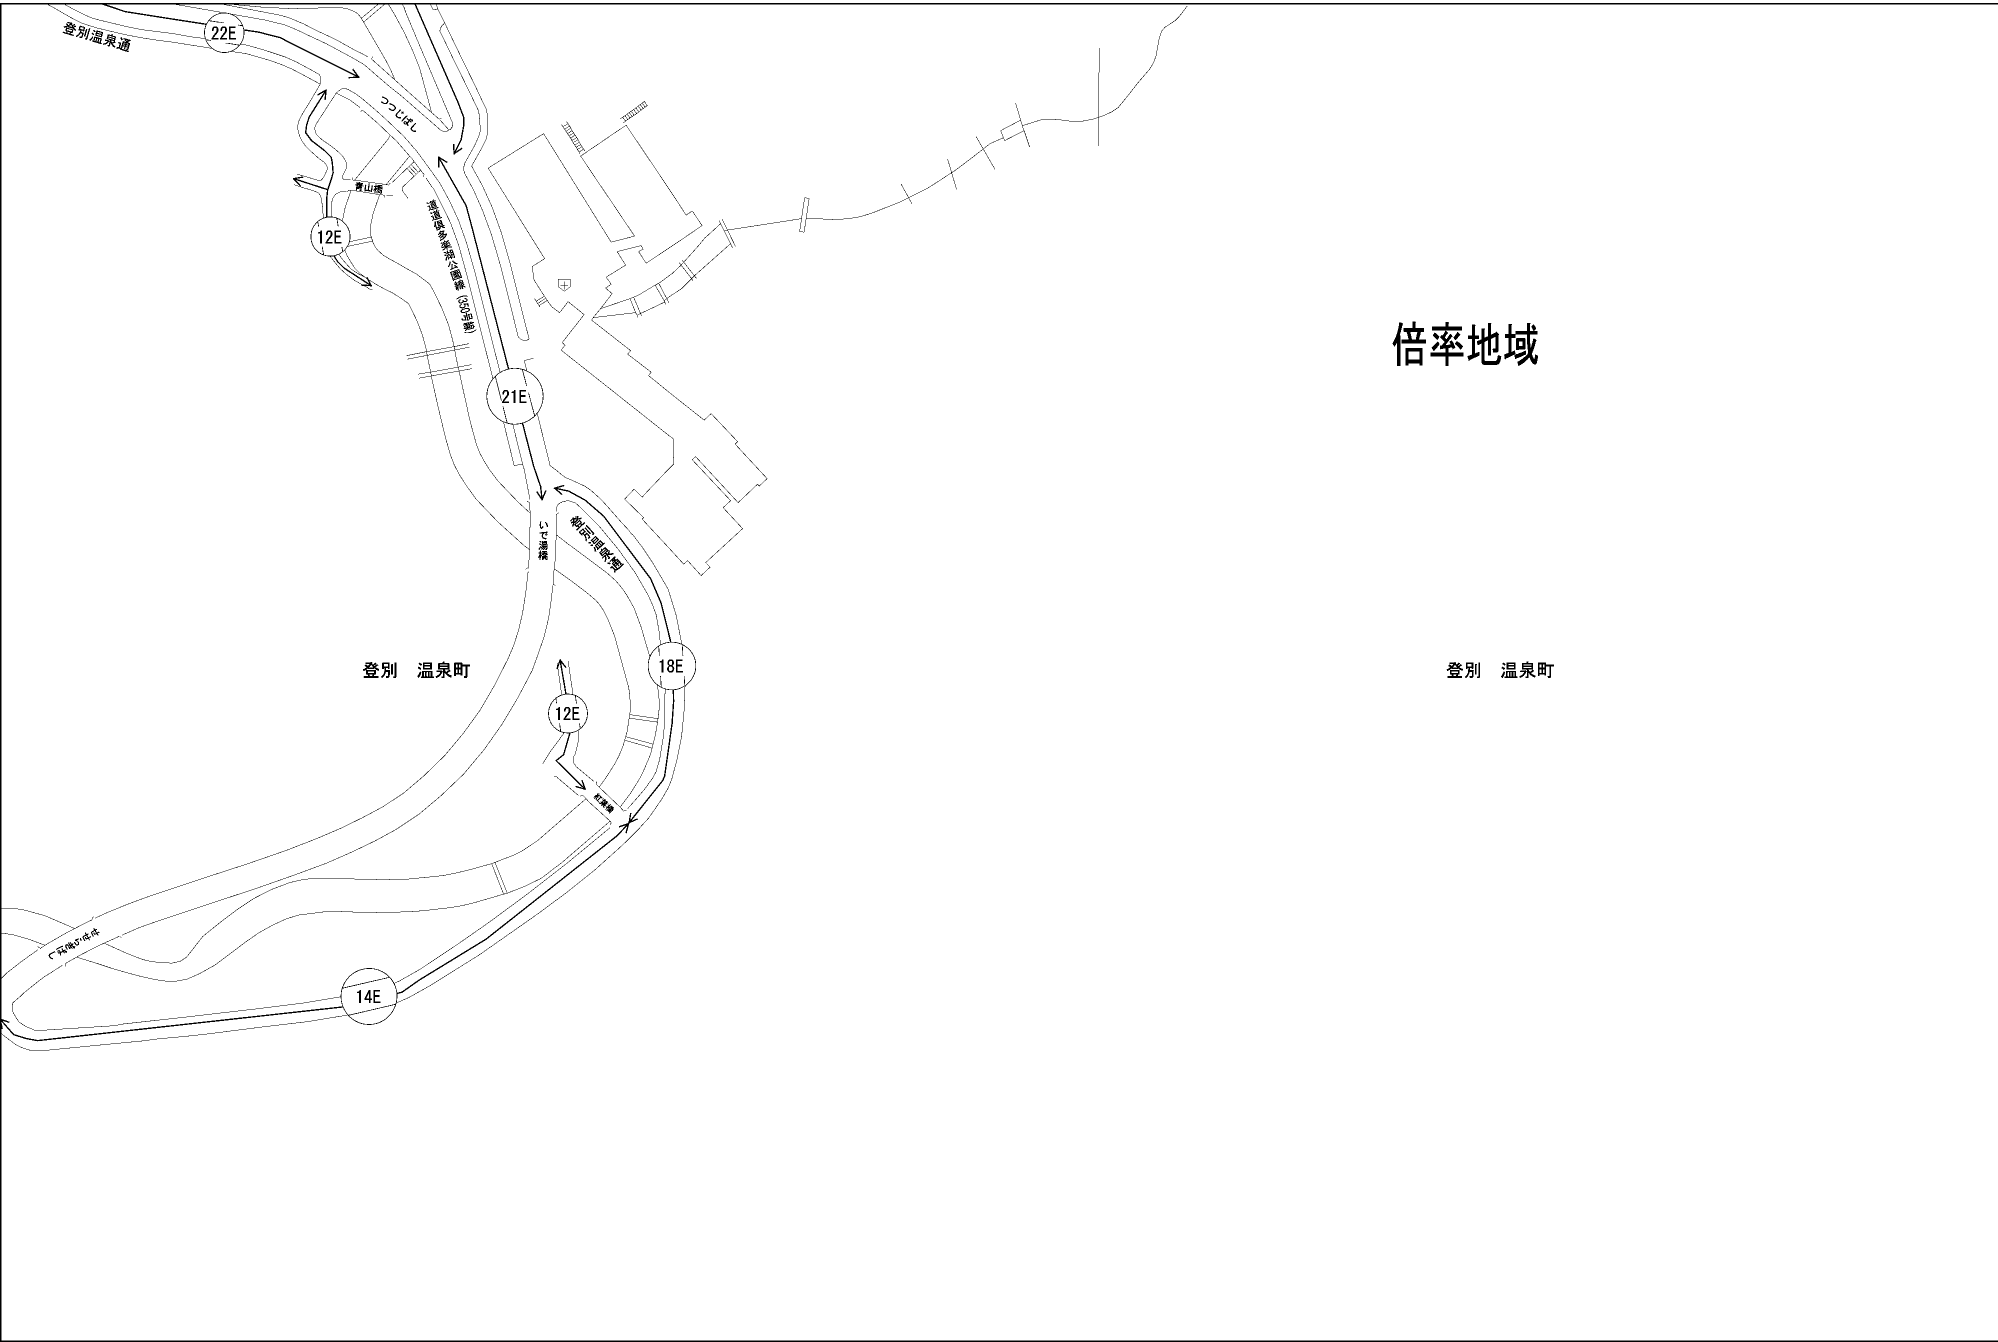 22E
登別温泉通
つつじばし
青山橋
12E
道道倶多楽湖公園線(350号線)
倍率地域
21E
いで湯橋
登別温泉通
登別　温泉町
18E
登別　温泉町
12E
紅葉橋
14E